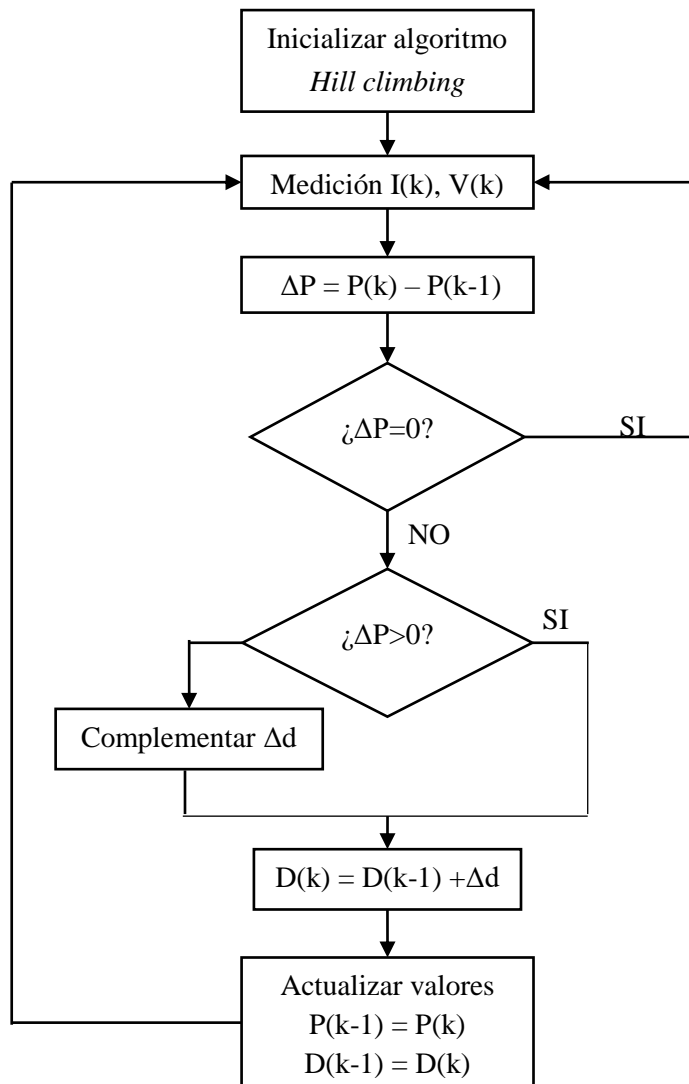 Inicializar algoritmo
Hill climbing
Medición I(k), V(k)
ΔP = P(k) – P(k-1)
¿ΔP=0?
SI
NO
¿ΔP>0?
SI
Complementar Δd
D(k) = D(k-1) +Δd
Actualizar valores
P(k-1) = P(k)
D(k-1) = D(k)